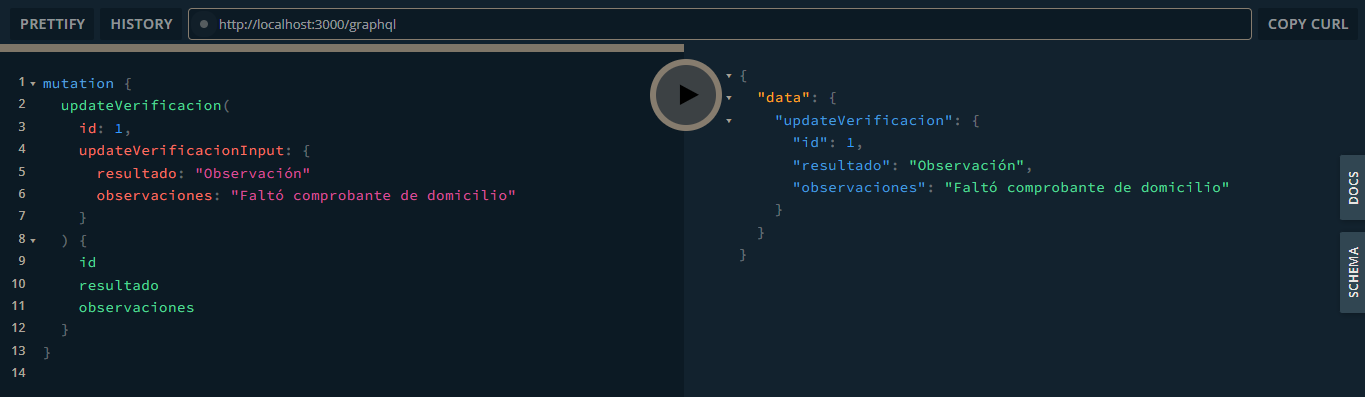 PRETTIFY HISTORY http://localhost:3000/graphql COPY CURL
1 mutation {
2 updateVerificacion(
3 id: 1,
4 updateVerificacionInput: {
5 resultado: "Observación"
6 observaciones: "Faltó comprobante de domicilio"
7 }
8 ) {
9 id
10 resultado
11 observaciones
12 }
13 }
14
{
"data": {
"updateVerificacion": {
"id": 1,
"resultado": "Observación",
"observaciones": "Faltó comprobante de domicilio"
}
}
}
DOCS
SCHEMA